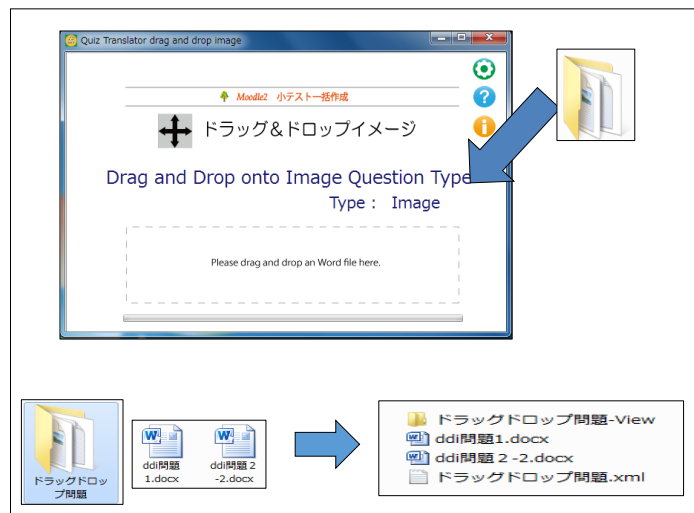 Quiz Translator drag and drop image
Moodle2 小テスト一括作成
ドラッグ&ドロップイメージ
Drag and Drop onto Image Question Type
Type : Image
Please drag and drop an Word file here.
ドラッグドロッ
プ問題
ddi問題
1.docx
ddi問題２
-2.docx
ドラッグドロップ問題-View
ddi問題1.docx
ddi問題２-2.docx
ドラッグドロップ問題.xml